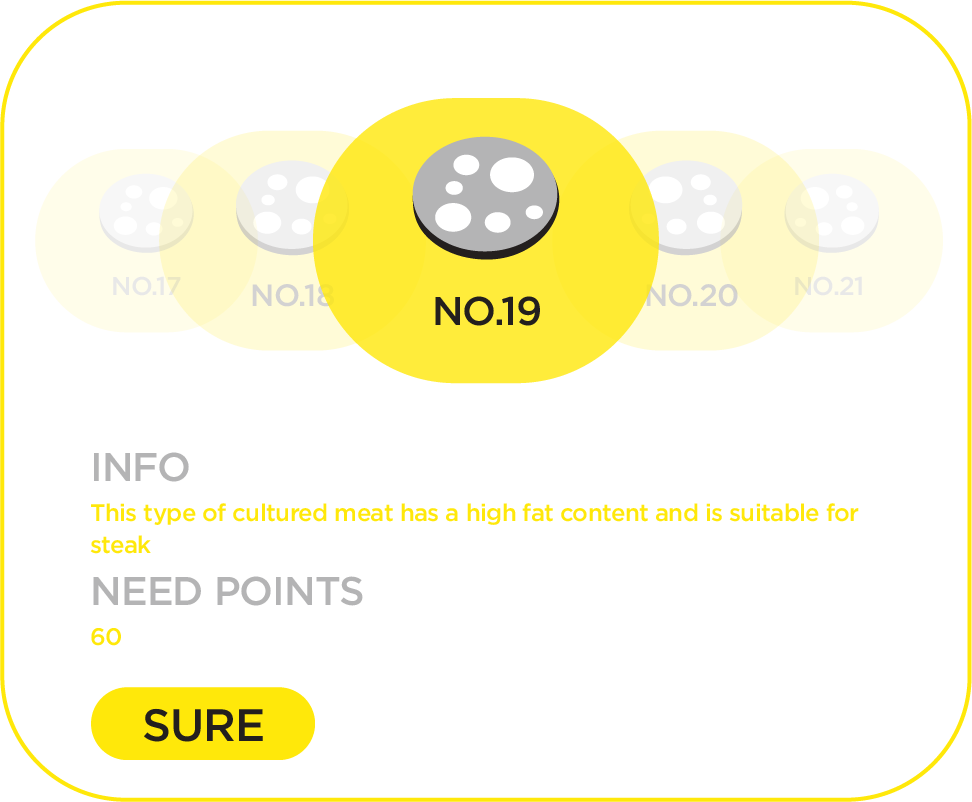 NO.17
NO.18
NO.19
NO.20
NO.21
INFO
This type of cultured meat has a high fat content and is suitable for
steak
NEED POINTS
60
SURE